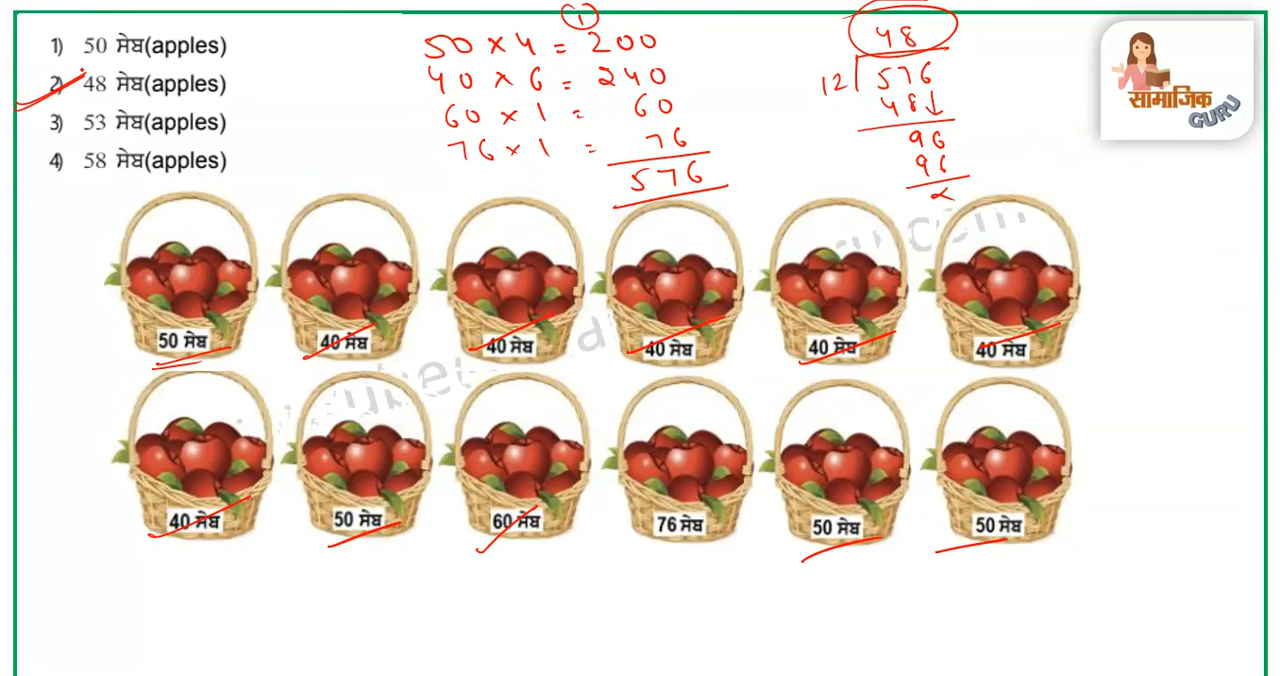 1) 50 ਸੇਬ(apples)
2) 48 ਸੇਬ(apples)
3) 53 ਸੇਬ(apples)
4) 58 ਸੇਬ(apples)
1
50 × 4 = 200
40 × 6 = 240
60 × 1 = 60
76 × 1 = 76
576
48
12 576
48↓
96
96
×
सामाजिक
GURU
50 ਸੇਬ
40 ਸੇਬ
40 ਸੇਬ
40 ਸੇਬ
40 ਸੇਬ
40 ਸੇਬ
40 ਸੇਬ
50 ਸੇਬ
60 ਸੇਬ
76 ਸੇਬ
50 ਸੇਬ
50 ਸੇਬ